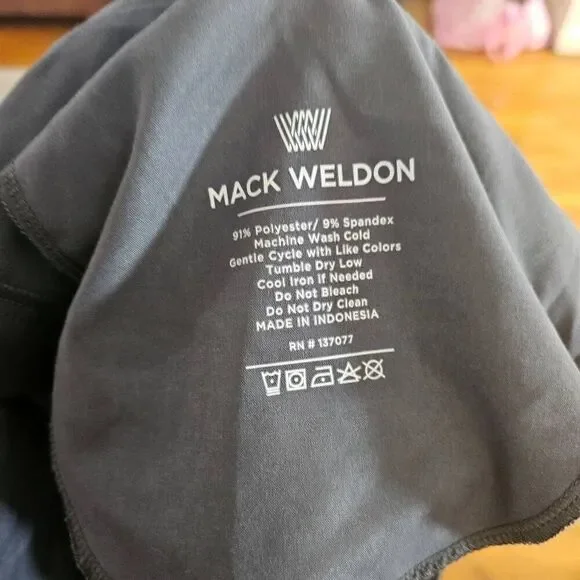 MACK WELDON
91% Polyester/ 9% Spandex
Machine Wash Cold
Gentle Cycle with Like Colors
Tumble Dry Low
Cool Iron if Needed
Do Not Bleach
Do Not Dry Clean
MADE IN INDONESIA
RN # 137077